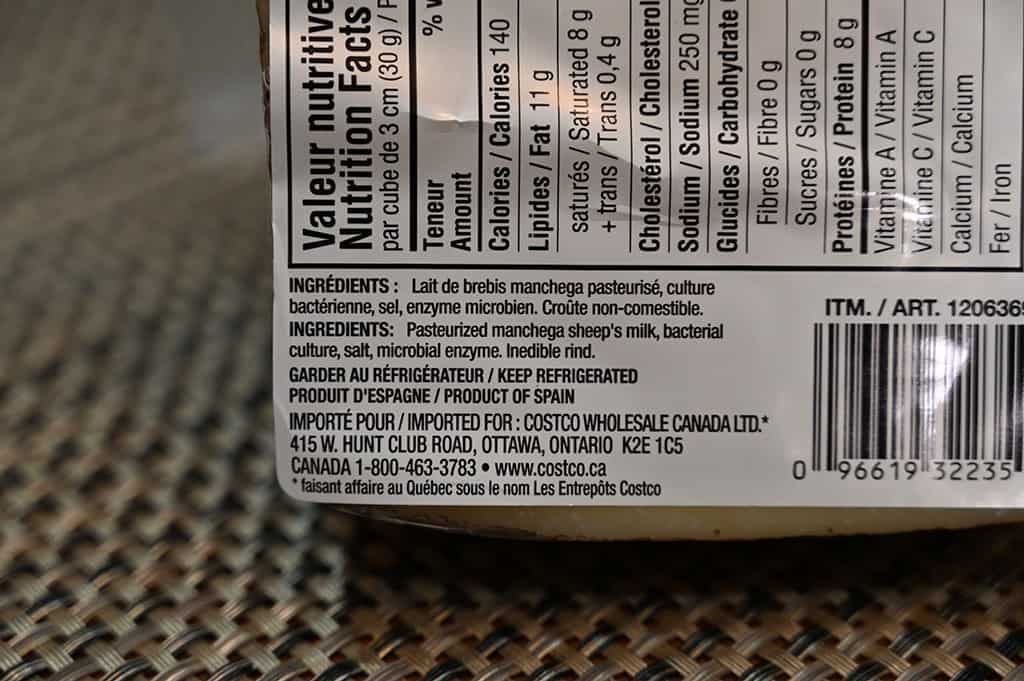 Valeur nutritive
Nutrition Facts
par cube de 3 cm (30 g) / P
Teneur
Amount
%
Calories / Calories 140
Lipides / Fat 11 g
saturés / Saturated 8 g
+ trans / Trans 0,4 g
Cholestérol / Cholesterol
Sodium / Sodium 250 mg
Glucides / Carbohydrate
Fibres / Fibre 0 g
Sucres / Sugars 0 g
Protéines / Protein 8 g
Vitamine A / Vitamin A
Vitamine C / Vitamin C
Calcium / Calcium
Fer / Iron
INGRÉDIENTS : Lait de brebis manchega pasteurisé, culture
bactérienne, sel, enzyme microbien. Croûte non-comestible.
INGREDIENTS: Pasteurized manchega sheep's milk, bacterial
culture, salt, microbial enzyme. Inedible rind.
GARDER AU RÉFRIGÉRATEUR / KEEP REFRIGERATED
PRODUIT D'ESPAGNE / PRODUCT OF SPAIN
IMPORTÉ POUR / IMPORTED FOR : COSTCO WHOLESALE CANADA LTD.*
415 W. HUNT CLUB ROAD, OTTAWA, ONTARIO K2E 1C5
CANADA 1-800-463-3783 • www.costco.ca
* faisant affaire au Québec sous le nom Les Entrepôts Costco
ITM. / ART. 120636
0 96619 32235